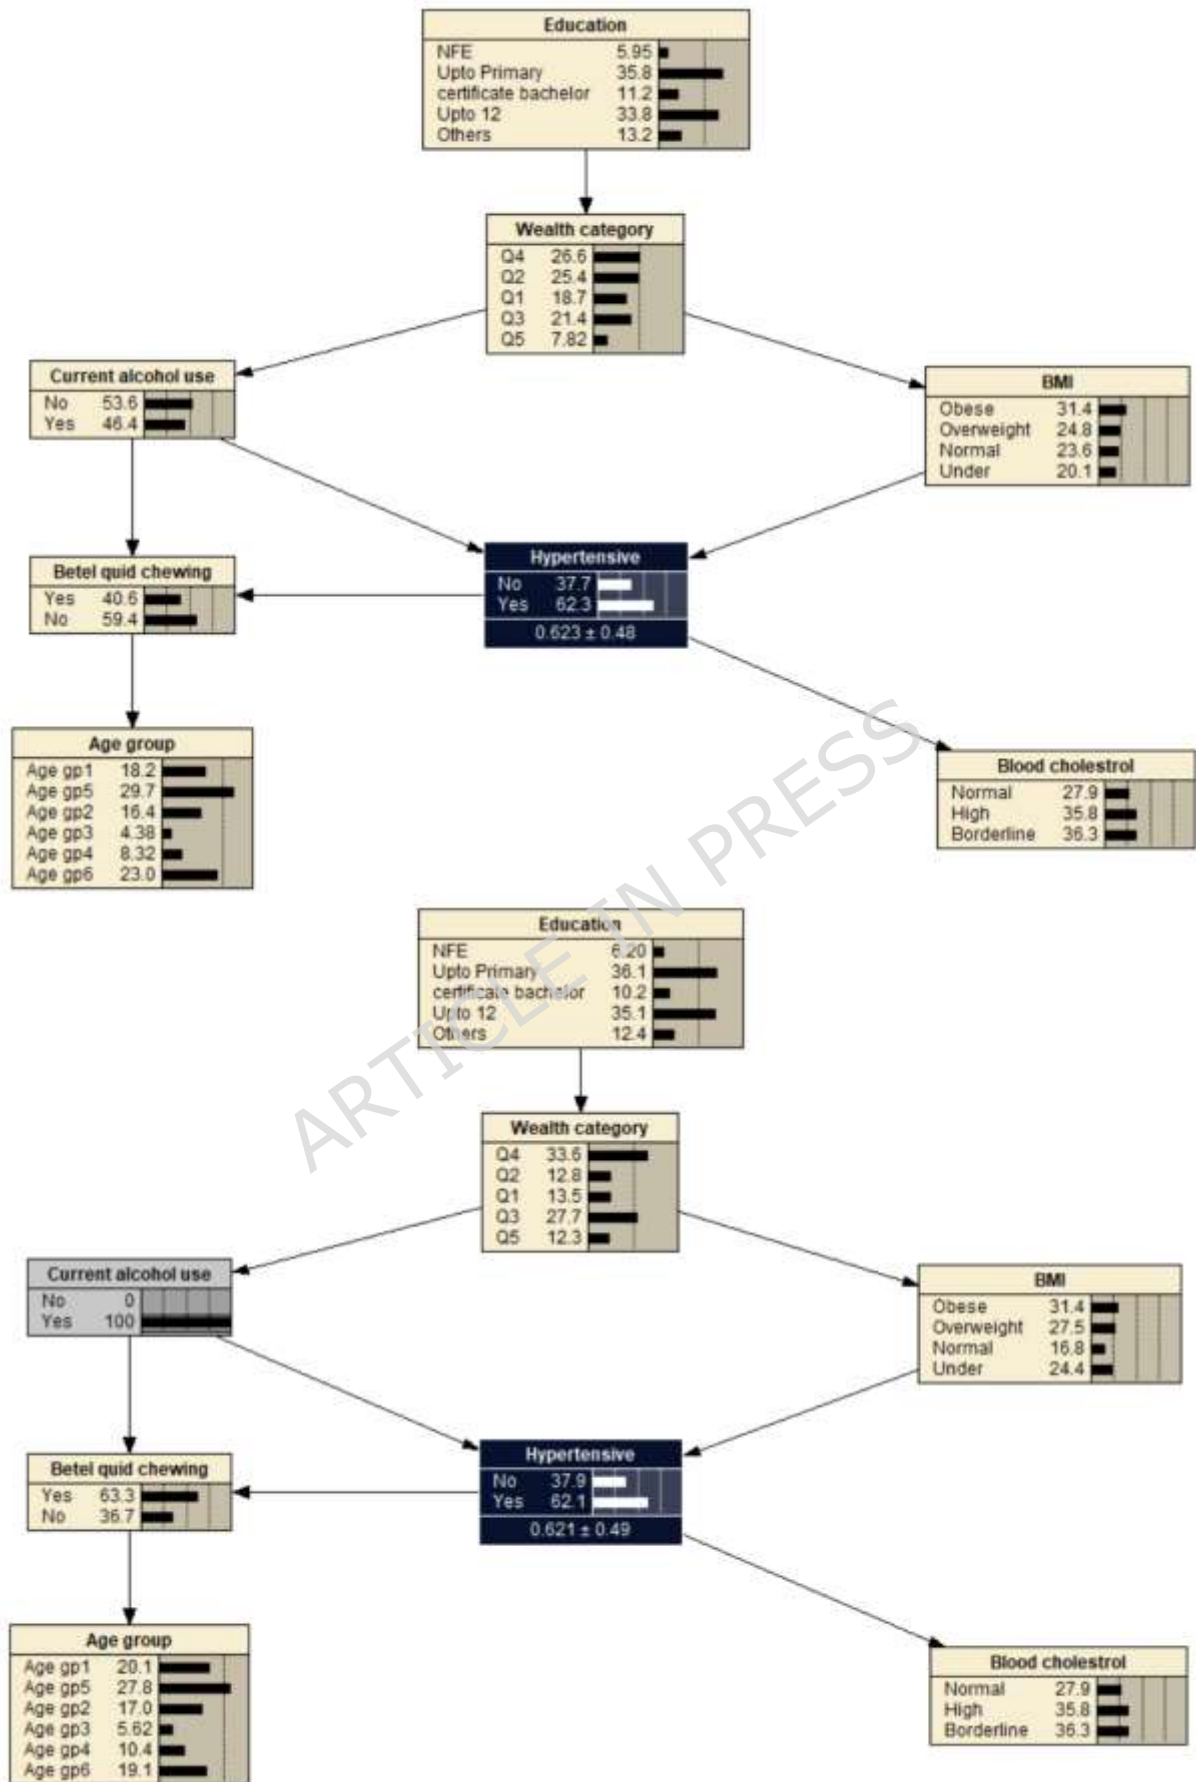 Education
NFE 5.95
Upto Primary 35.8
certificate bachelor 11.2
Upto 12 33.8
Others 13.2
Wealth category
Q4 26.6
Q2 25.4
Q1 18.7
Q3 21.4
Q5 7.82
Current alcohol use
No 53.6
Yes 46.4
BMI
Obese 31.4
Overweight 24.8
Normal 23.6
Under 20.1
Hypertensive
No 37.7
Yes 62.3
0.623 ± 0.48
Betel quid chewing
Yes 40.6
No 59.4
Age group
Age gp1 18.2
Age gp5 29.7
Age gp2 16.4
Age gp3 4.38
Age gp4 8.32
Age gp6 23.0
Blood cholestrol
Normal 27.9
High 35.8
Borderline 36.3
ARTICLE IN PRESS
Education
NFE 6.20
Upto Primary 36.1
certificate bachelor 10.2
Upto 12 35.1
Others 12.4
Wealth category
Q4 33.6
Q2 12.8
Q1 13.5
Q3 27.7
Q5 12.3
Current alcohol use
No 0
Yes 100
BMI
Obese 31.4
Overweight 27.5
Normal 16.8
Under 24.4
Hypertensive
No 37.9
Yes 62.1
0.621 ± 0.49
Betel quid chewing
Yes 63.3
No 36.7
Age group
Age gp1 20.1
Age gp5 27.8
Age gp2 17.0
Age gp3 5.62
Age gp4 10.4
Age gp6 19.1
Blood cholestrol
Normal 27.9
High 35.8
Borderline 36.3